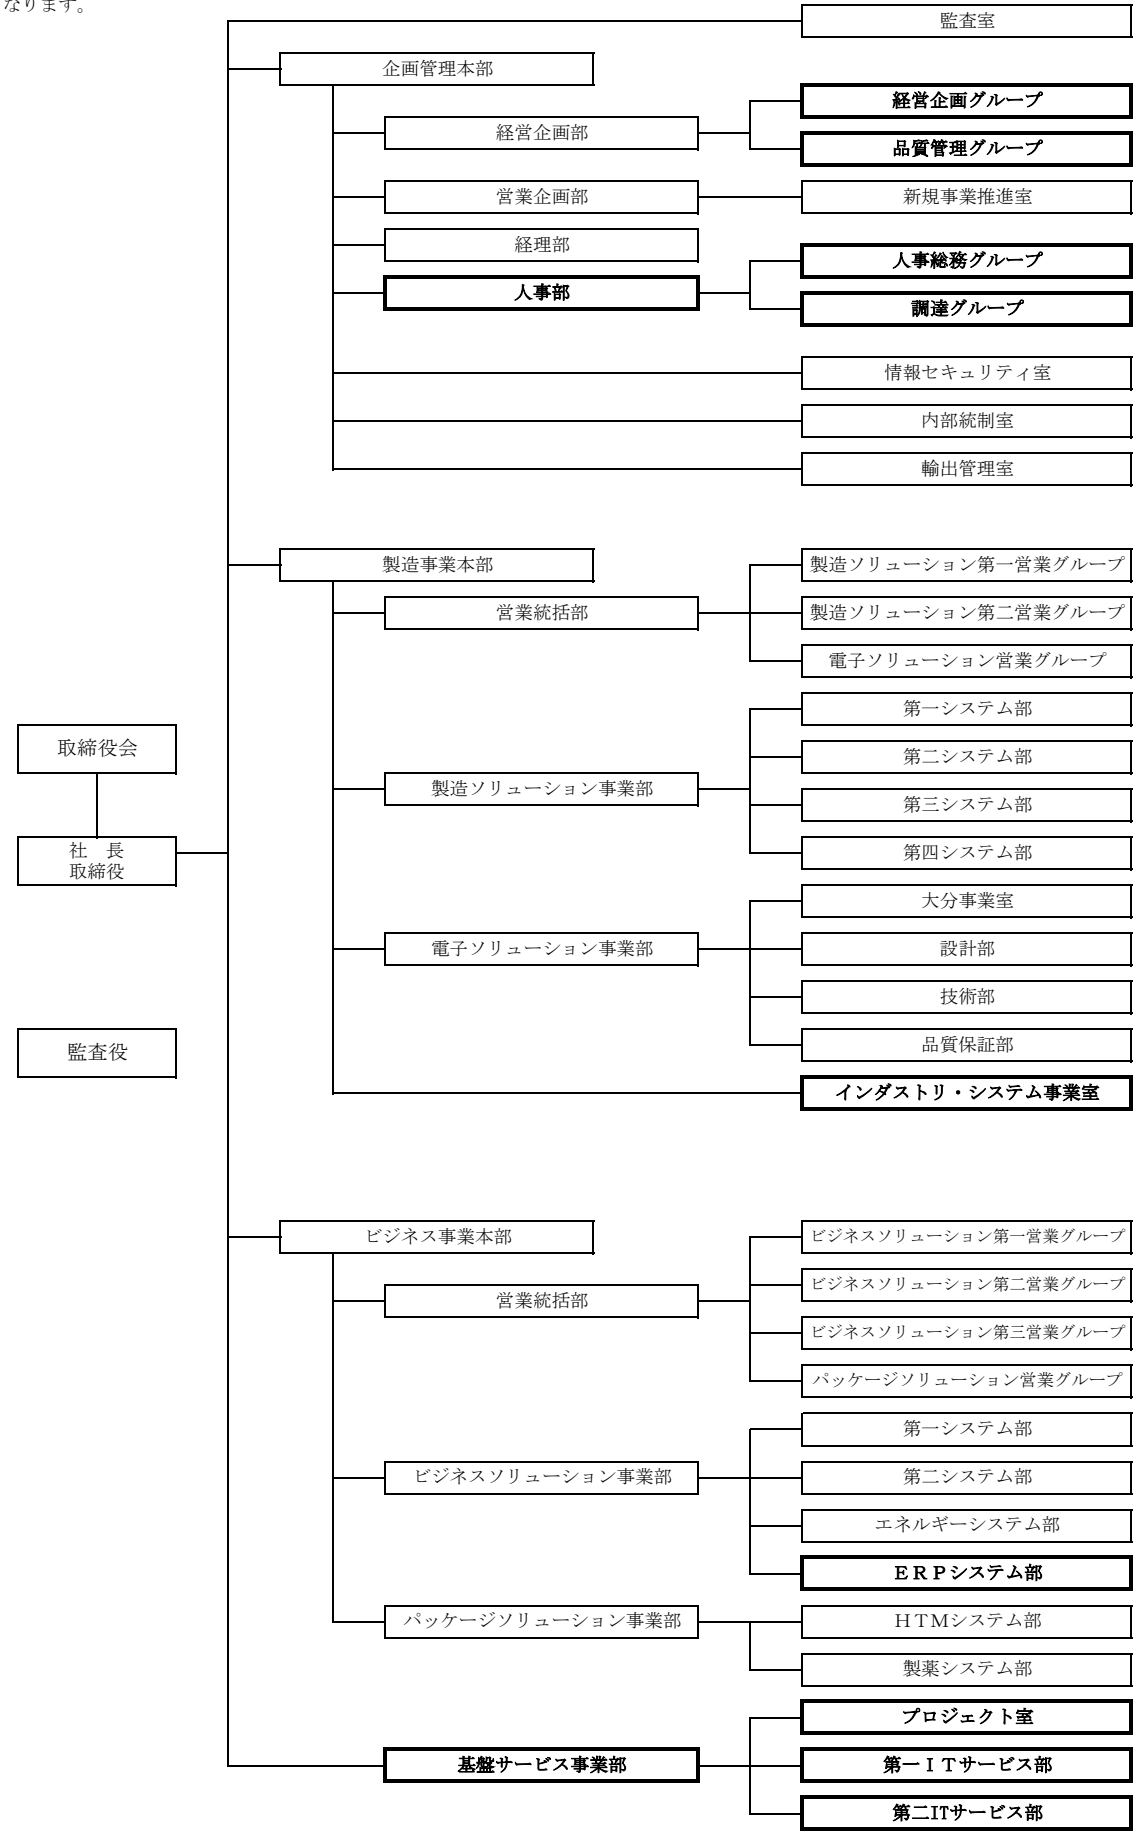 なります。
監査室
企画管理本部
経営企画グループ
経営企画部
品質管理グループ
営業企画部
新規事業推進室
経理部
人事総務グループ
人事部
調達グループ
情報セキュリティ室
内部統制室
輸出管理室
製造事業本部
製造ソリューション第一営業グループ
営業統括部
製造ソリューション第二営業グループ
電子ソリューション営業グループ
第一システム部
取締役会
第二システム部
製造ソリューション事業部
第三システム部
社　長
取締役
第四システム部
大分事業室
電子ソリューション事業部
設計部
技術部
監査役
品質保証部
インダストリ・システム事業室
ビジネス事業本部
ビジネスソリューション第一営業グループ
ビジネスソリューション第二営業グループ
営業統括部
ビジネスソリューション第三営業グループ
パッケージソリューション営業グループ
第一システム部
ビジネスソリューション事業部
第二システム部
エネルギーシステム部
ＥＲＰシステム部
パッケージソリューション事業部
ＨＴＭシステム部
製薬システム部
プロジェクト室
基盤サービス事業部
第一ＩＴサービス部
第二ITサービス部